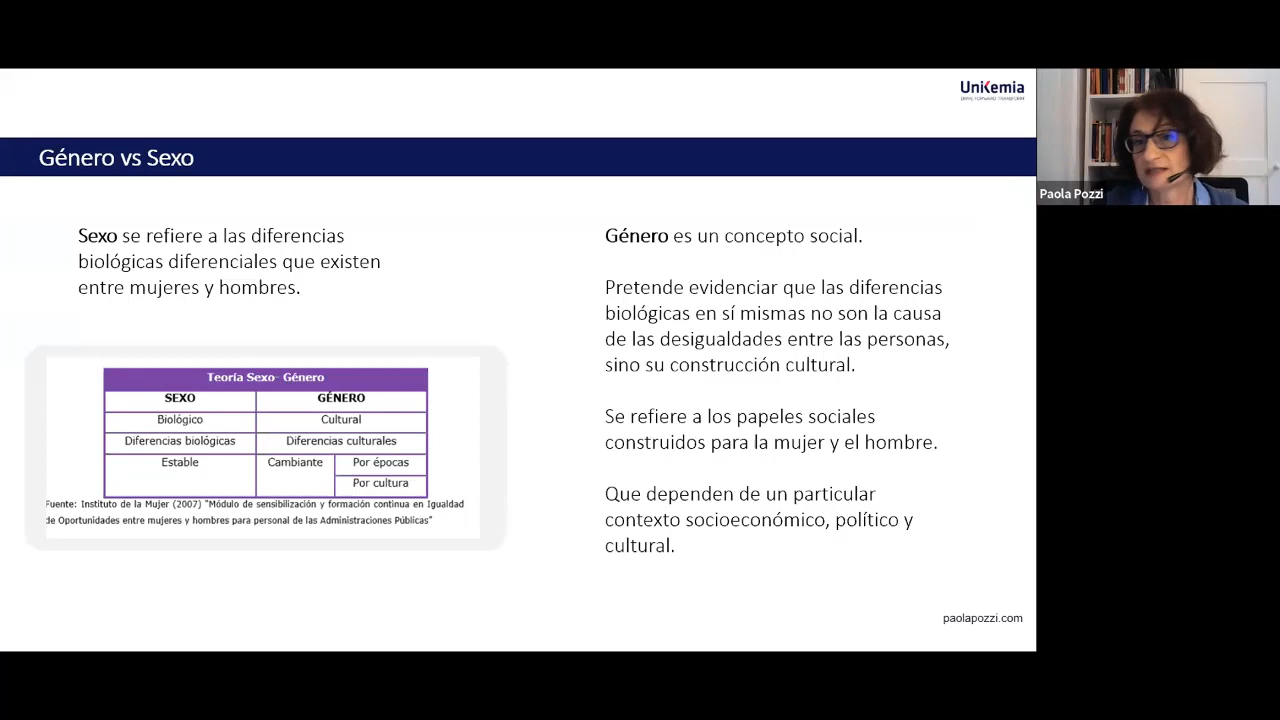 UniKemia
Género vs Sexo
Paola Pozzi
Sexo se refiere a las diferencias
biológicas diferenciales que existen
entre mujeres y hombres.
Teoría Sexo- Género
SEXO GÉNERO
Biológico Cultural
Diferencias biológicas Diferencias culturales
Estable Cambiante Por épocas
Por cultura
Fuente: Instituto de la Mujer (2007) "Módulo de sensibilización y formación continua en Igualdad
de Oportunidades entre mujeres y hombres para personal de las Administraciones Públicas"
Género es un concepto social.
Pretende evidenciar que las diferencias
biológicas en sí mismas no son la causa
de las desigualdades entre las personas,
sino su construcción cultural.
Se refiere a los papeles sociales
construidos para la mujer y el hombre.
Que dependen de un particular
contexto socioeconómico, político y
cultural.
paolapozzi.com